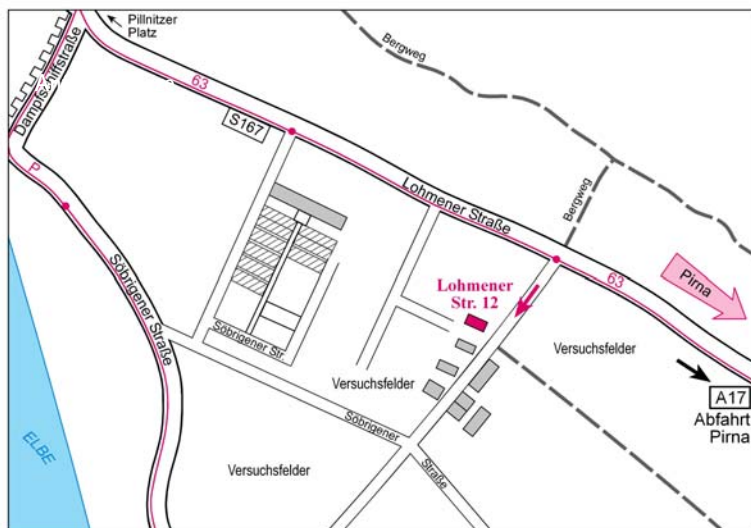 Pillnitzer
Platz
Dampfschiffstraße
63
Bergweg
S167
P
Lohmener Straße
Bergweg
63
Pirna
Lohmener
Str. 12
Söbrigener Straße
Söbrigener Str.
Versuchsfelder
Versuchsfelder
A17
Abfahrt
Pirna
Söbrigener
Straße
ELBE
Versuchsfelder